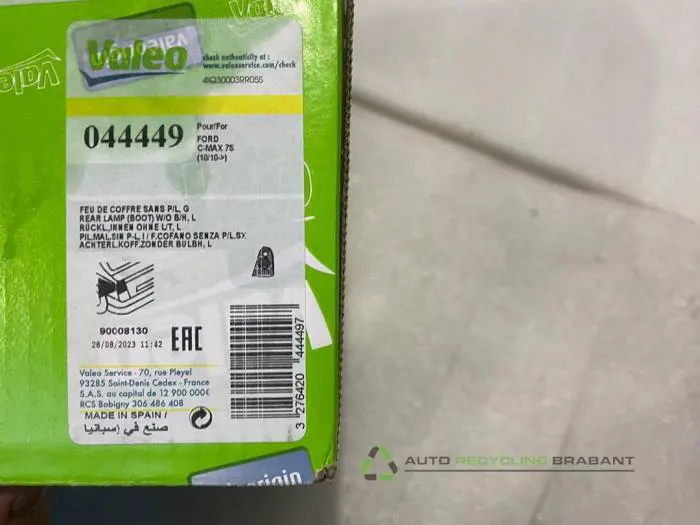 Valeo
Valeo
Valeo
check authenticity at :
www.valeoservice.com/check
4IQ30003RR05S
044449
Pour/For
FORD
C-MAX 7S
(10/10->)
FEU DE COFFRE SANS P/L, G
REAR LAMP (BOOT) W/O B/H, L
RÜCKL,INNEN OHNE L/T, L
PIL.MAL.SIN P-L, I / F.COFANO SENZA P/L,SX
ACHTERL.KOFF.ZONDER BULBH, L
90008130
28/08/2023 11:42
EAC
3 276420 444497
Valeo Service - 70, rue Pleyel
93285 Saint-Denis Cedex - France
S.A.S. au capital de 12 900 000€
RCS Bobigny 306 486 408
MADE IN SPAIN /
صنع في إسبانيا
origin
AUTO RECYCLING BRABANT